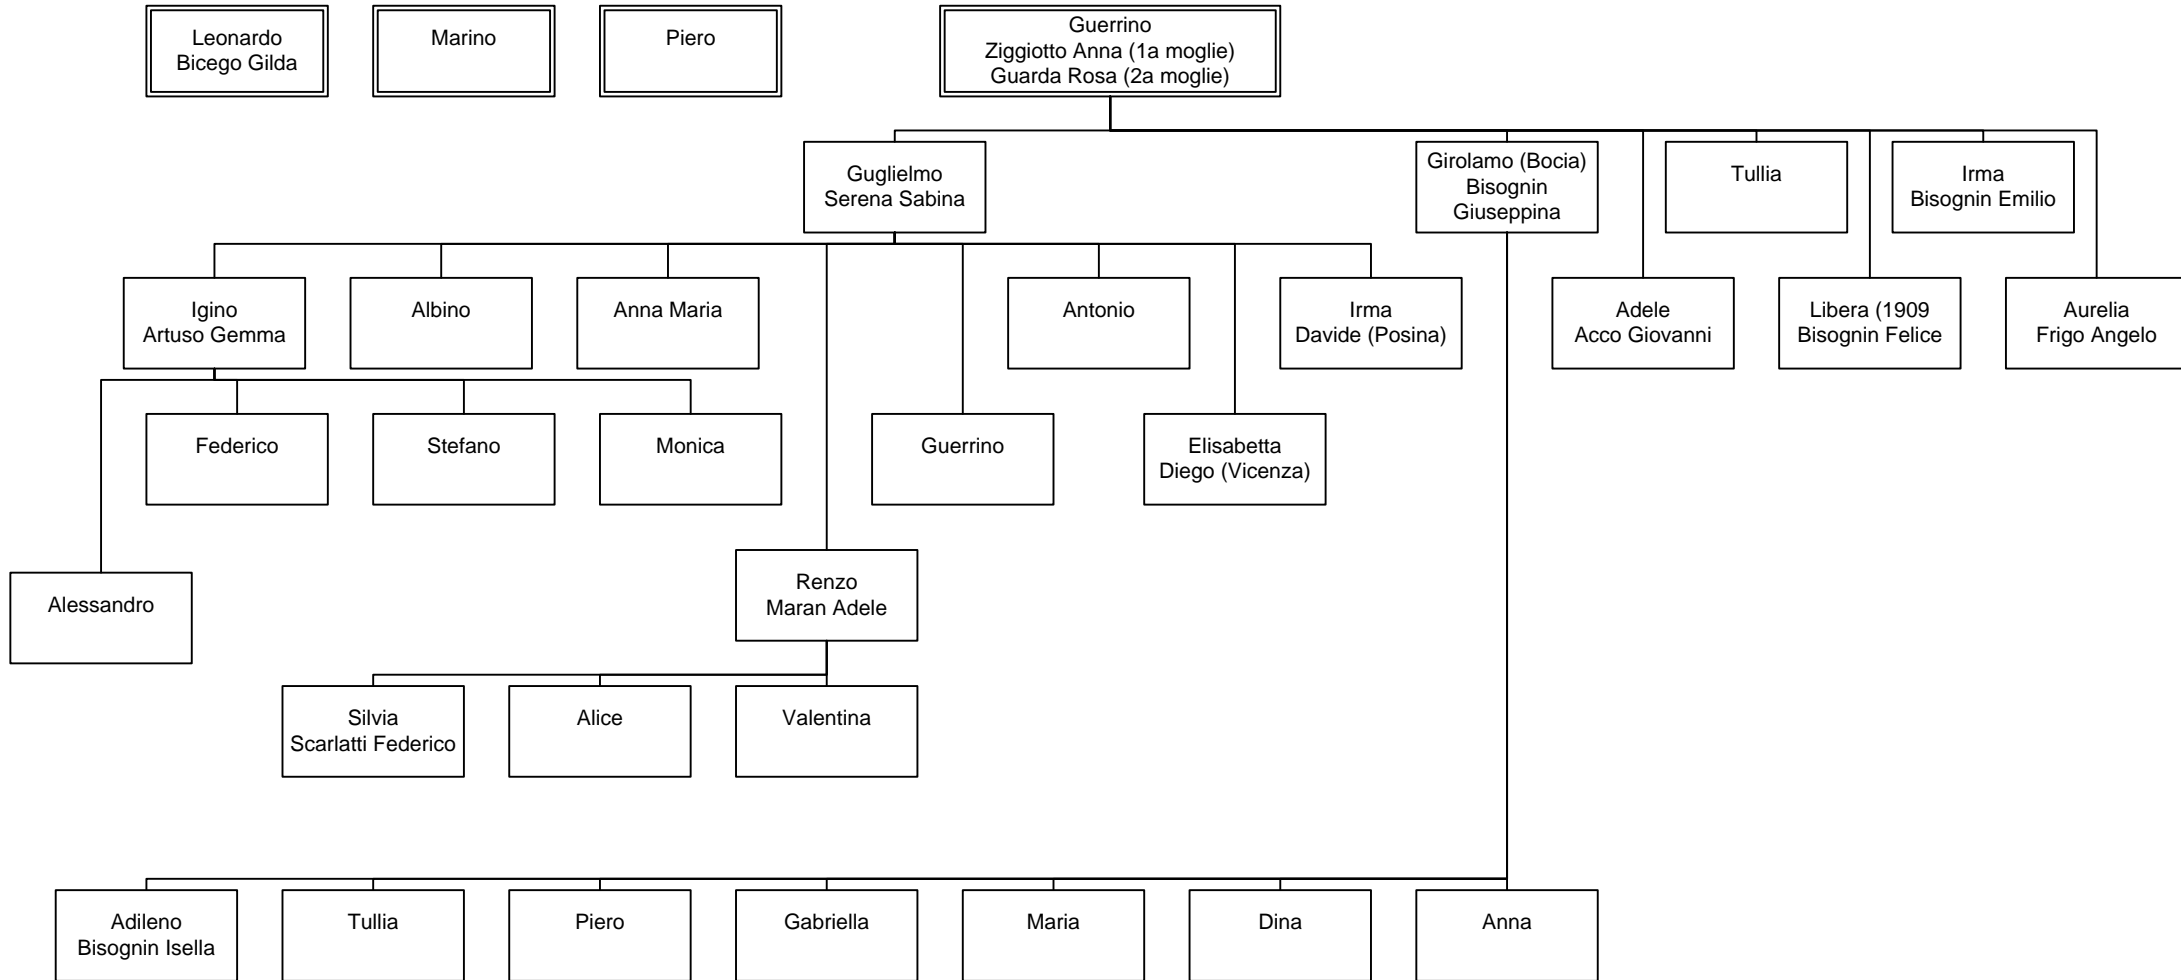 Leonardo
Bicego Gilda
Marino
Piero
Guerrino
Ziggiotto Anna (1a moglie)
Guarda Rosa (2a moglie)
Guglielmo
Serena Sabina
Girolamo (Bocia)
Bisognin
Giuseppina
Tullia
Irma
Bisognin Emilio
Igino
Artuso Gemma
Albino
Anna Maria
Antonio
Irma
Davide (Posina)
Adele
Acco Giovanni
Libera (1909
Bisognin Felice
Aurelia
Frigo Angelo
Federico
Stefano
Monica
Guerrino
Elisabetta
Diego (Vicenza)
Alessandro
Renzo
Maran Adele
Silvia
Scarlatti Federico
Alice
Valentina
Adileno
Bisognin Isella
Tullia
Piero
Gabriella
Maria
Dina
Anna